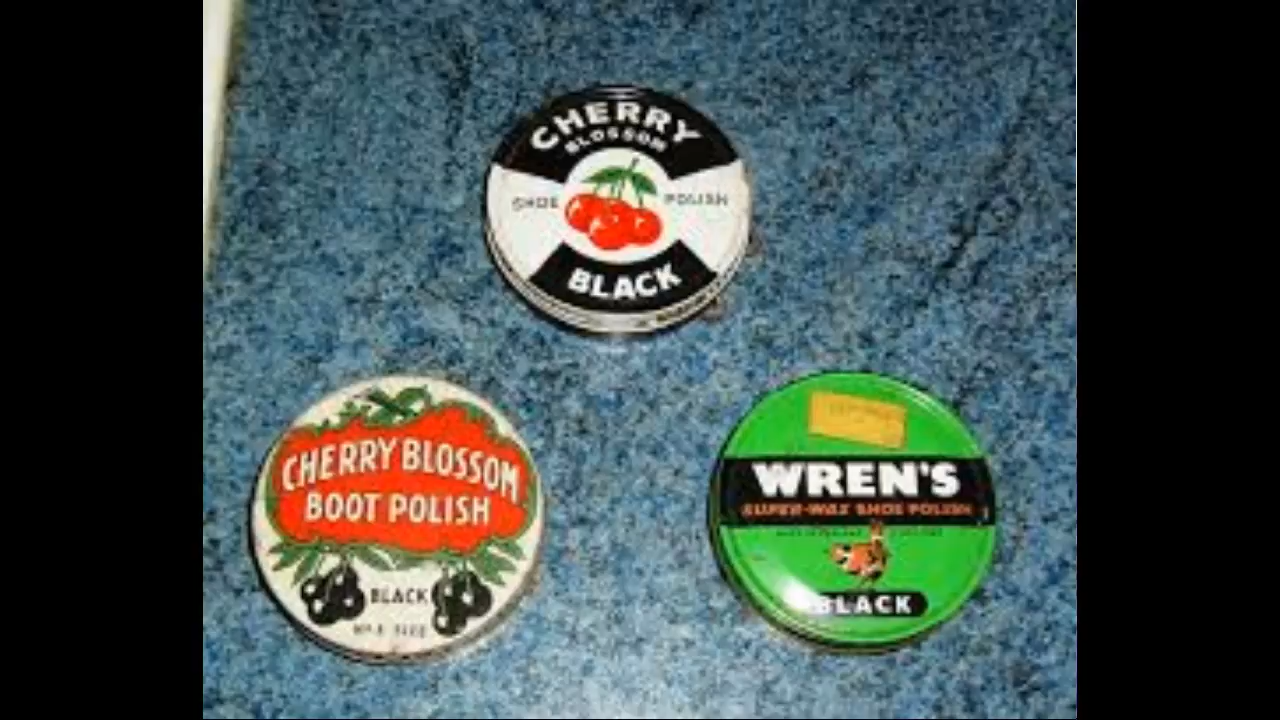 CHERRY
BLOSSOM
SHOE POLISH
BLACK
CHERRY BLOSSOM
BOOT POLISH
BLACK
WREN'S
SUPER-WAX SHOE POLISH
BLACK